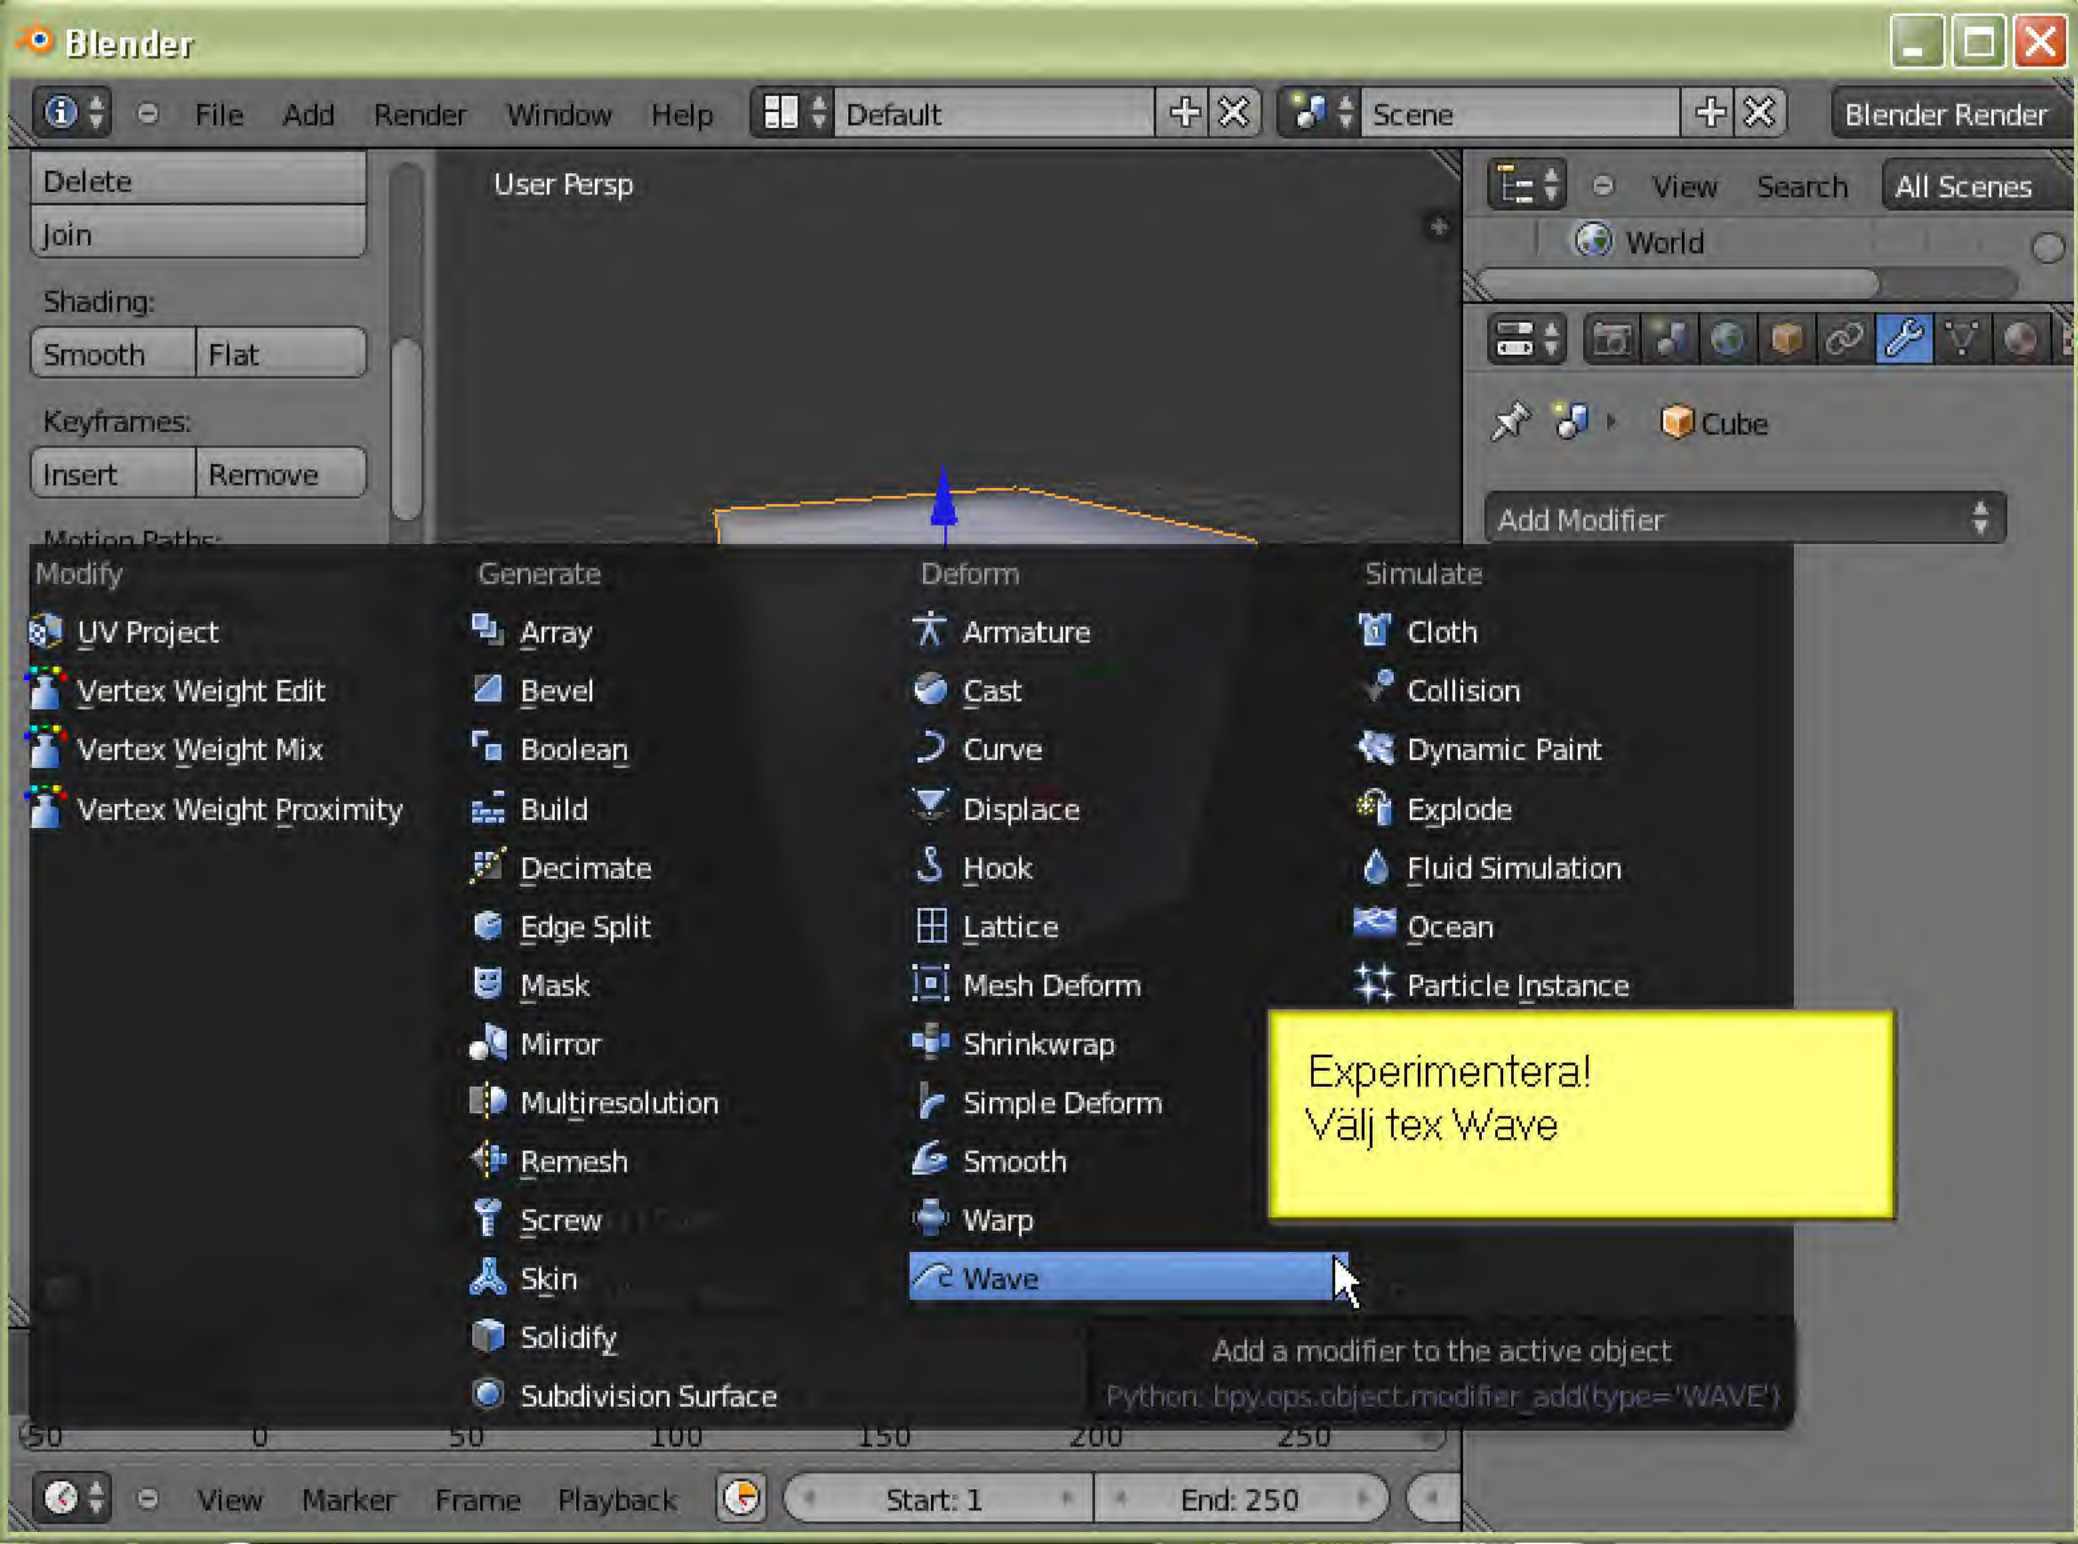 Blender
File Add Render Window Help Default Scene Blender Render
Delete
Join
Shading:
Smooth Flat
Keyframes:
Insert Remove
Motion Paths:
User Persp
View Search All Scenes
World
Cube
Add Modifier
Modify
UV Project
Vertex Weight Edit
Vertex Weight Mix
Vertex Weight Proximity
Generate
Array
Bevel
Boolean
Build
Decimate
Edge Split
Mask
Mirror
Multiresolution
Remesh
Screw
Skin
Solidify
Subdivision Surface
Deform
Armature
Cast
Curve
Displace
Hook
Lattice
Mesh Deform
Shrinkwrap
Simple Deform
Smooth
Warp
Wave
Simulate
Cloth
Collision
Dynamic Paint
Explode
Fluid Simulation
Ocean
Particle Instance
Experimentera!
Välj tex Wave
Add a modifier to the active object
Python: bpy.ops.object.modifier_add(type='WAVE')
-50 0 50 100 150 200 250
View Marker Frame Playback Start: 1 End: 250